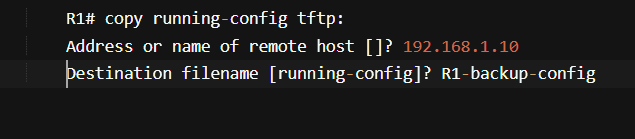 R1# copy running-config tftp:
Address or name of remote host []? 192.168.1.10
Destination filename [running-config]? R1-backup-config